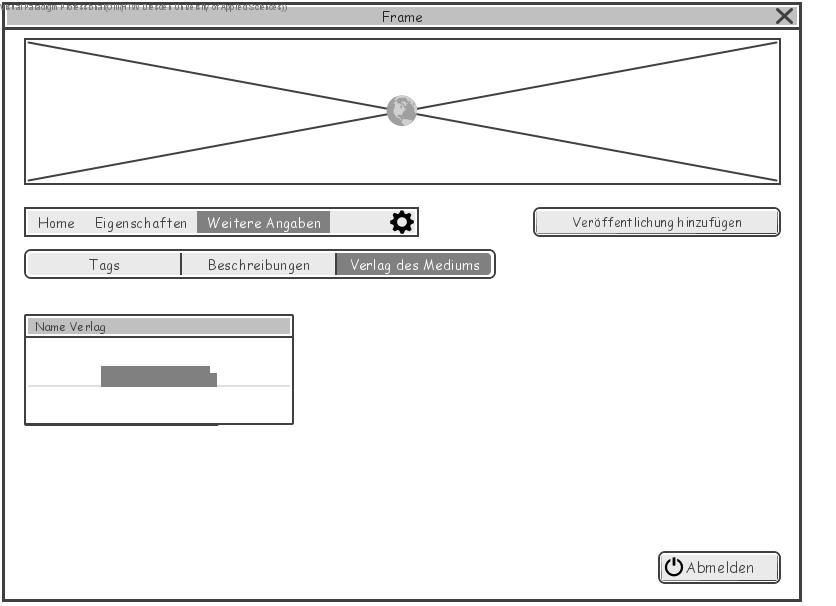 Visual Paradigm Professional(Olli(HTW Dresden University of Applied Sciences))
Frame
Home Eigenschaften Weitere Angaben
Veröffentlichung hinzufügen
Tags Beschreibungen Verlag des Mediums
Name Verlag
Abmelden